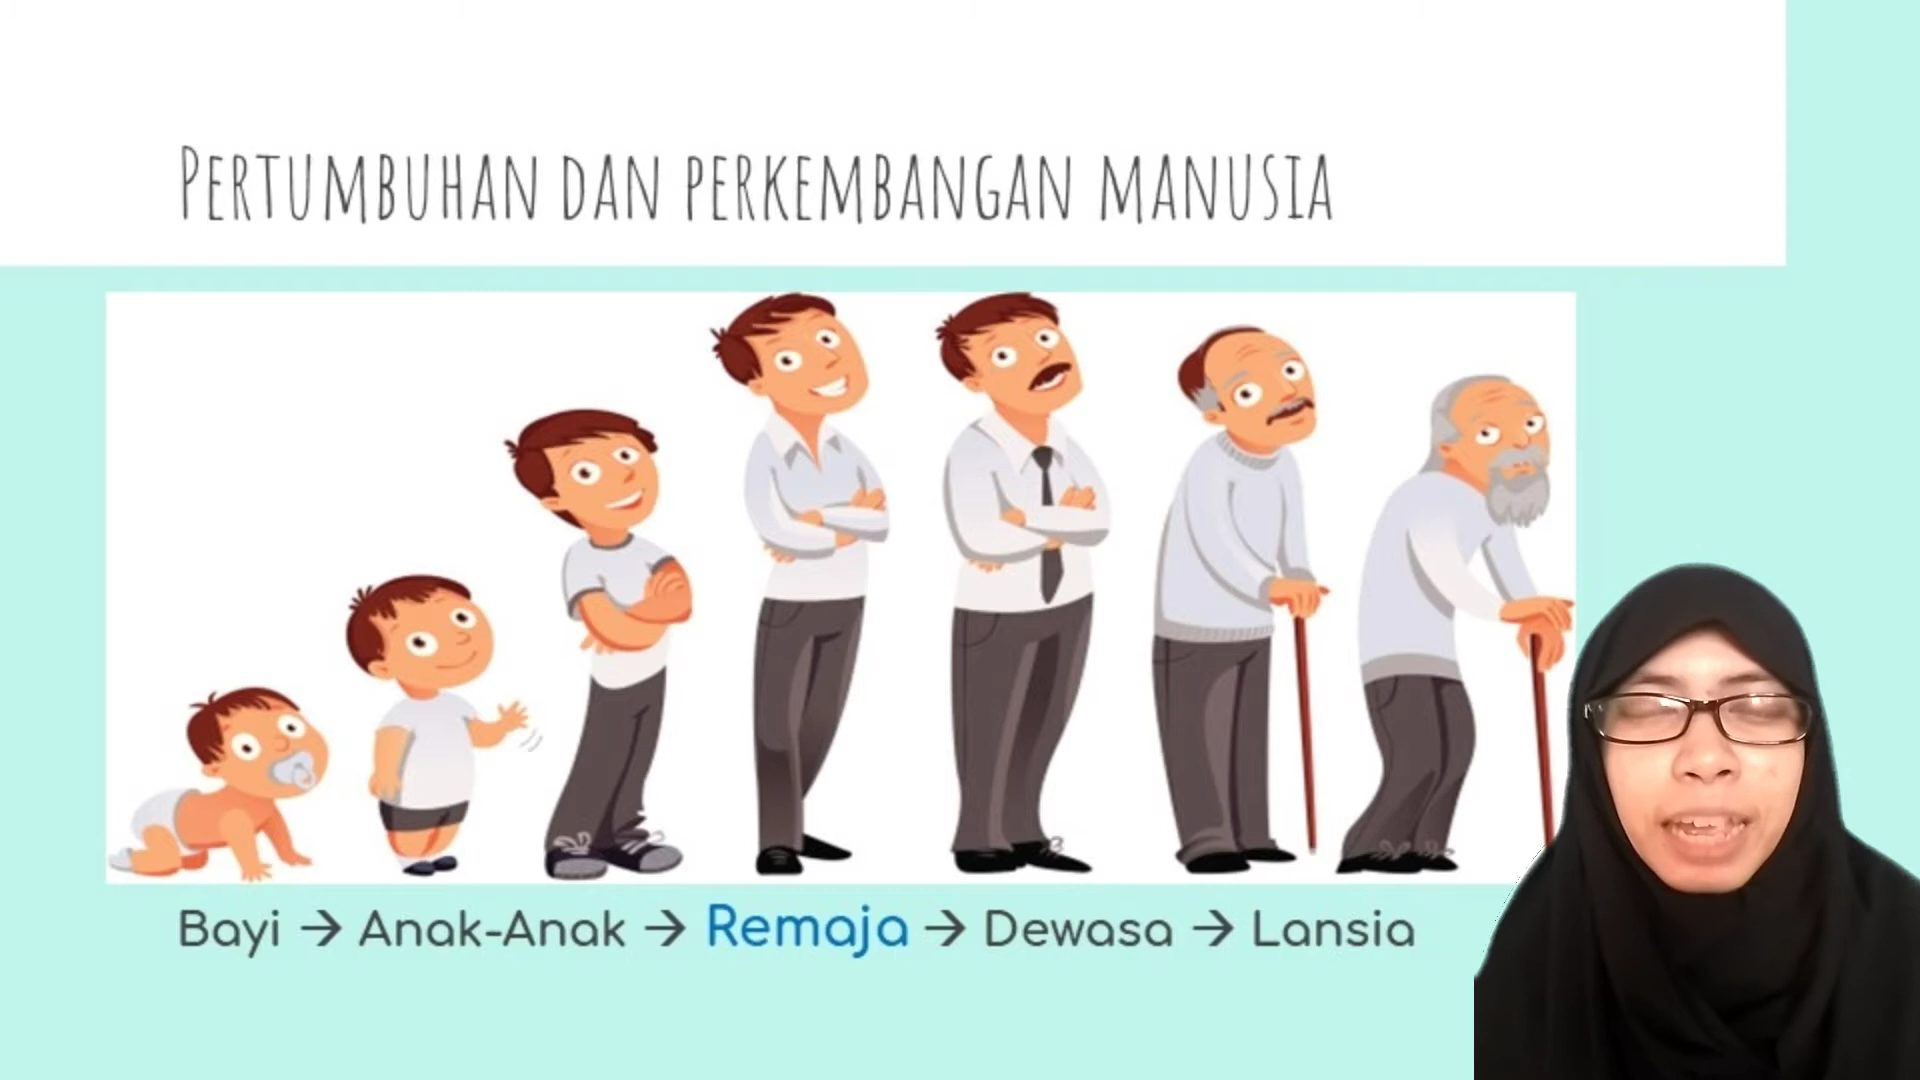 PERTUMBUHAN DAN PERKEMBANGAN MANUSIA
Bayi → Anak-Anak → Remaja → Dewasa → Lansia